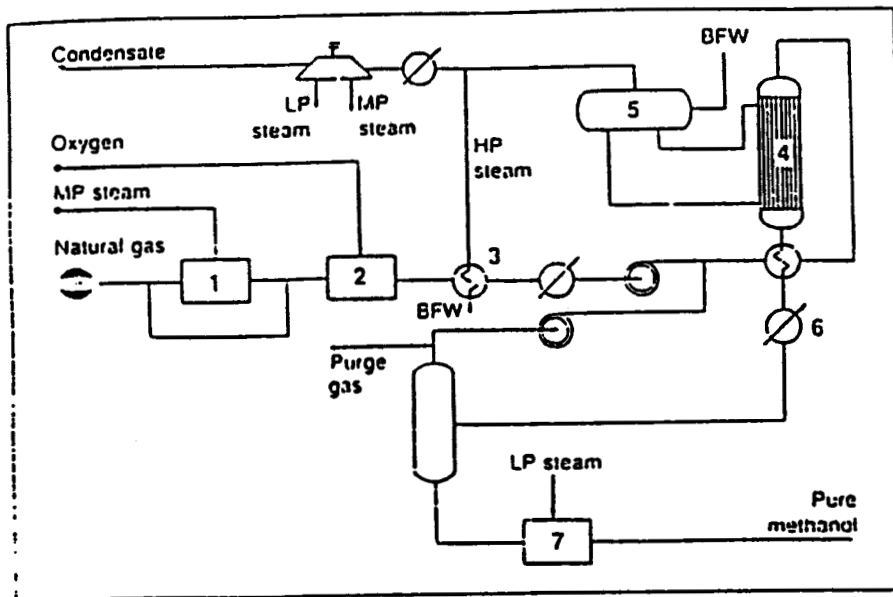 Condensate
BFW
LP
steam
MP
steam
5
4
Oxygen
HP
steam
MP steam
Natural gas
3
1
2
BFW
6
Purge
gas
LP steam
Pure
methanol
7